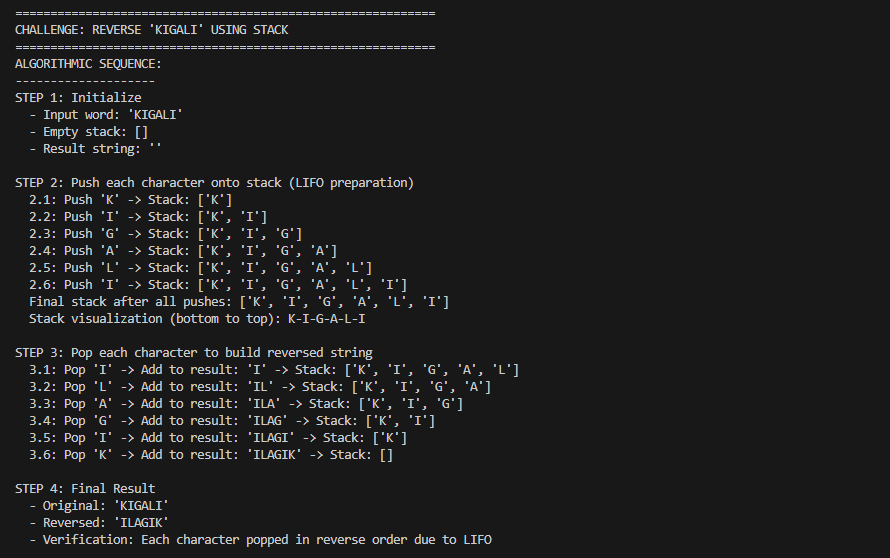 ============================================================
CHALLENGE: REVERSE 'KIGALI' USING STACK
============================================================
ALGORITHMIC SEQUENCE:
--------------------
STEP 1: Initialize
  - Input word: 'KIGALI'
  - Empty stack: []
  - Result string: ''

STEP 2: Push each character onto stack (LIFO preparation)
  2.1: Push 'K' -> Stack: ['K']
  2.2: Push 'I' -> Stack: ['K', 'I']
  2.3: Push 'G' -> Stack: ['K', 'I', 'G']
  2.4: Push 'A' -> Stack: ['K', 'I', 'G', 'A']
  2.5: Push 'L' -> Stack: ['K', 'I', 'G', 'A', 'L']
  2.6: Push 'I' -> Stack: ['K', 'I', 'G', 'A', 'L', 'I']
  Final stack after all pushes: ['K', 'I', 'G', 'A', 'L', 'I']
  Stack visualization (bottom to top): K-I-G-A-L-I

STEP 3: Pop each character to build reversed string
  3.1: Pop 'I' -> Add to result: 'I' -> Stack: ['K', 'I', 'G', 'A', 'L']
  3.2: Pop 'L' -> Add to result: 'IL' -> Stack: ['K', 'I', 'G', 'A']
  3.3: Pop 'A' -> Add to result: 'ILA' -> Stack: ['K', 'I', 'G']
  3.4: Pop 'G' -> Add to result: 'ILAG' -> Stack: ['K', 'I']
  3.5: Pop 'I' -> Add to result: 'ILAGI' -> Stack: ['K']
  3.6: Pop 'K' -> Add to result: 'ILAGIK' -> Stack: []

STEP 4: Final Result
  - Original: 'KIGALI'
  - Reversed: 'ILAGIK'
  - Verification: Each character popped in reverse order due to LIFO